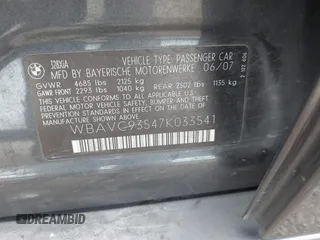 328XiA
VEHICLE TYPE: PASSENGER CAR
MFD BY BAYERISCHE MOTORENWERKE 06/07
GVWR 4685 lbs 2125 kg
GAWR FRONT 2293 lbs 1040 kg REAR 2502 lbs 1135 kg
THIS VEHICLE CONFORMS TO ALL
APPLICABLE U.S. FEDERAL
MOTOR VEHICLE SAFETY, BUMPER, AND
THEFT PREVENTION STANDARDS IN EFFECT
ON THE DATE OF MANUFACTURE SHOWN ABOVE.
WBAVC93547K033541
DREAMBID